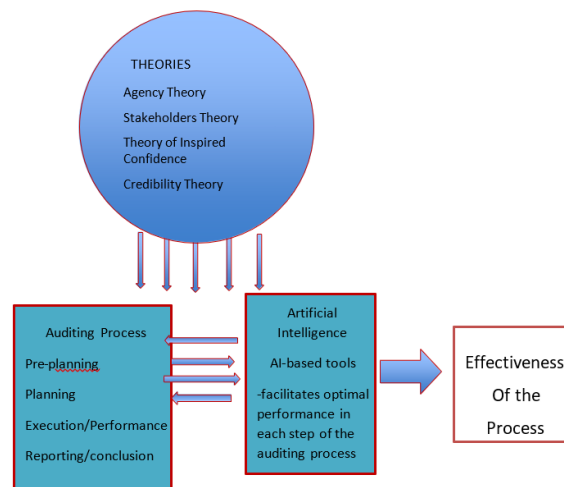 THEORIES
Agency Theory
Stakeholders Theory
Theory of Inspired
Confidence
Credibility Theory
Auditing Process
Pre-planning
Planning
Execution/Performance
Reporting/conclusion
Artificial
Intelligence
AI-based tools
-facilitates optimal
performance in
each step of the
auditing process
Effectiveness
Of the
Process